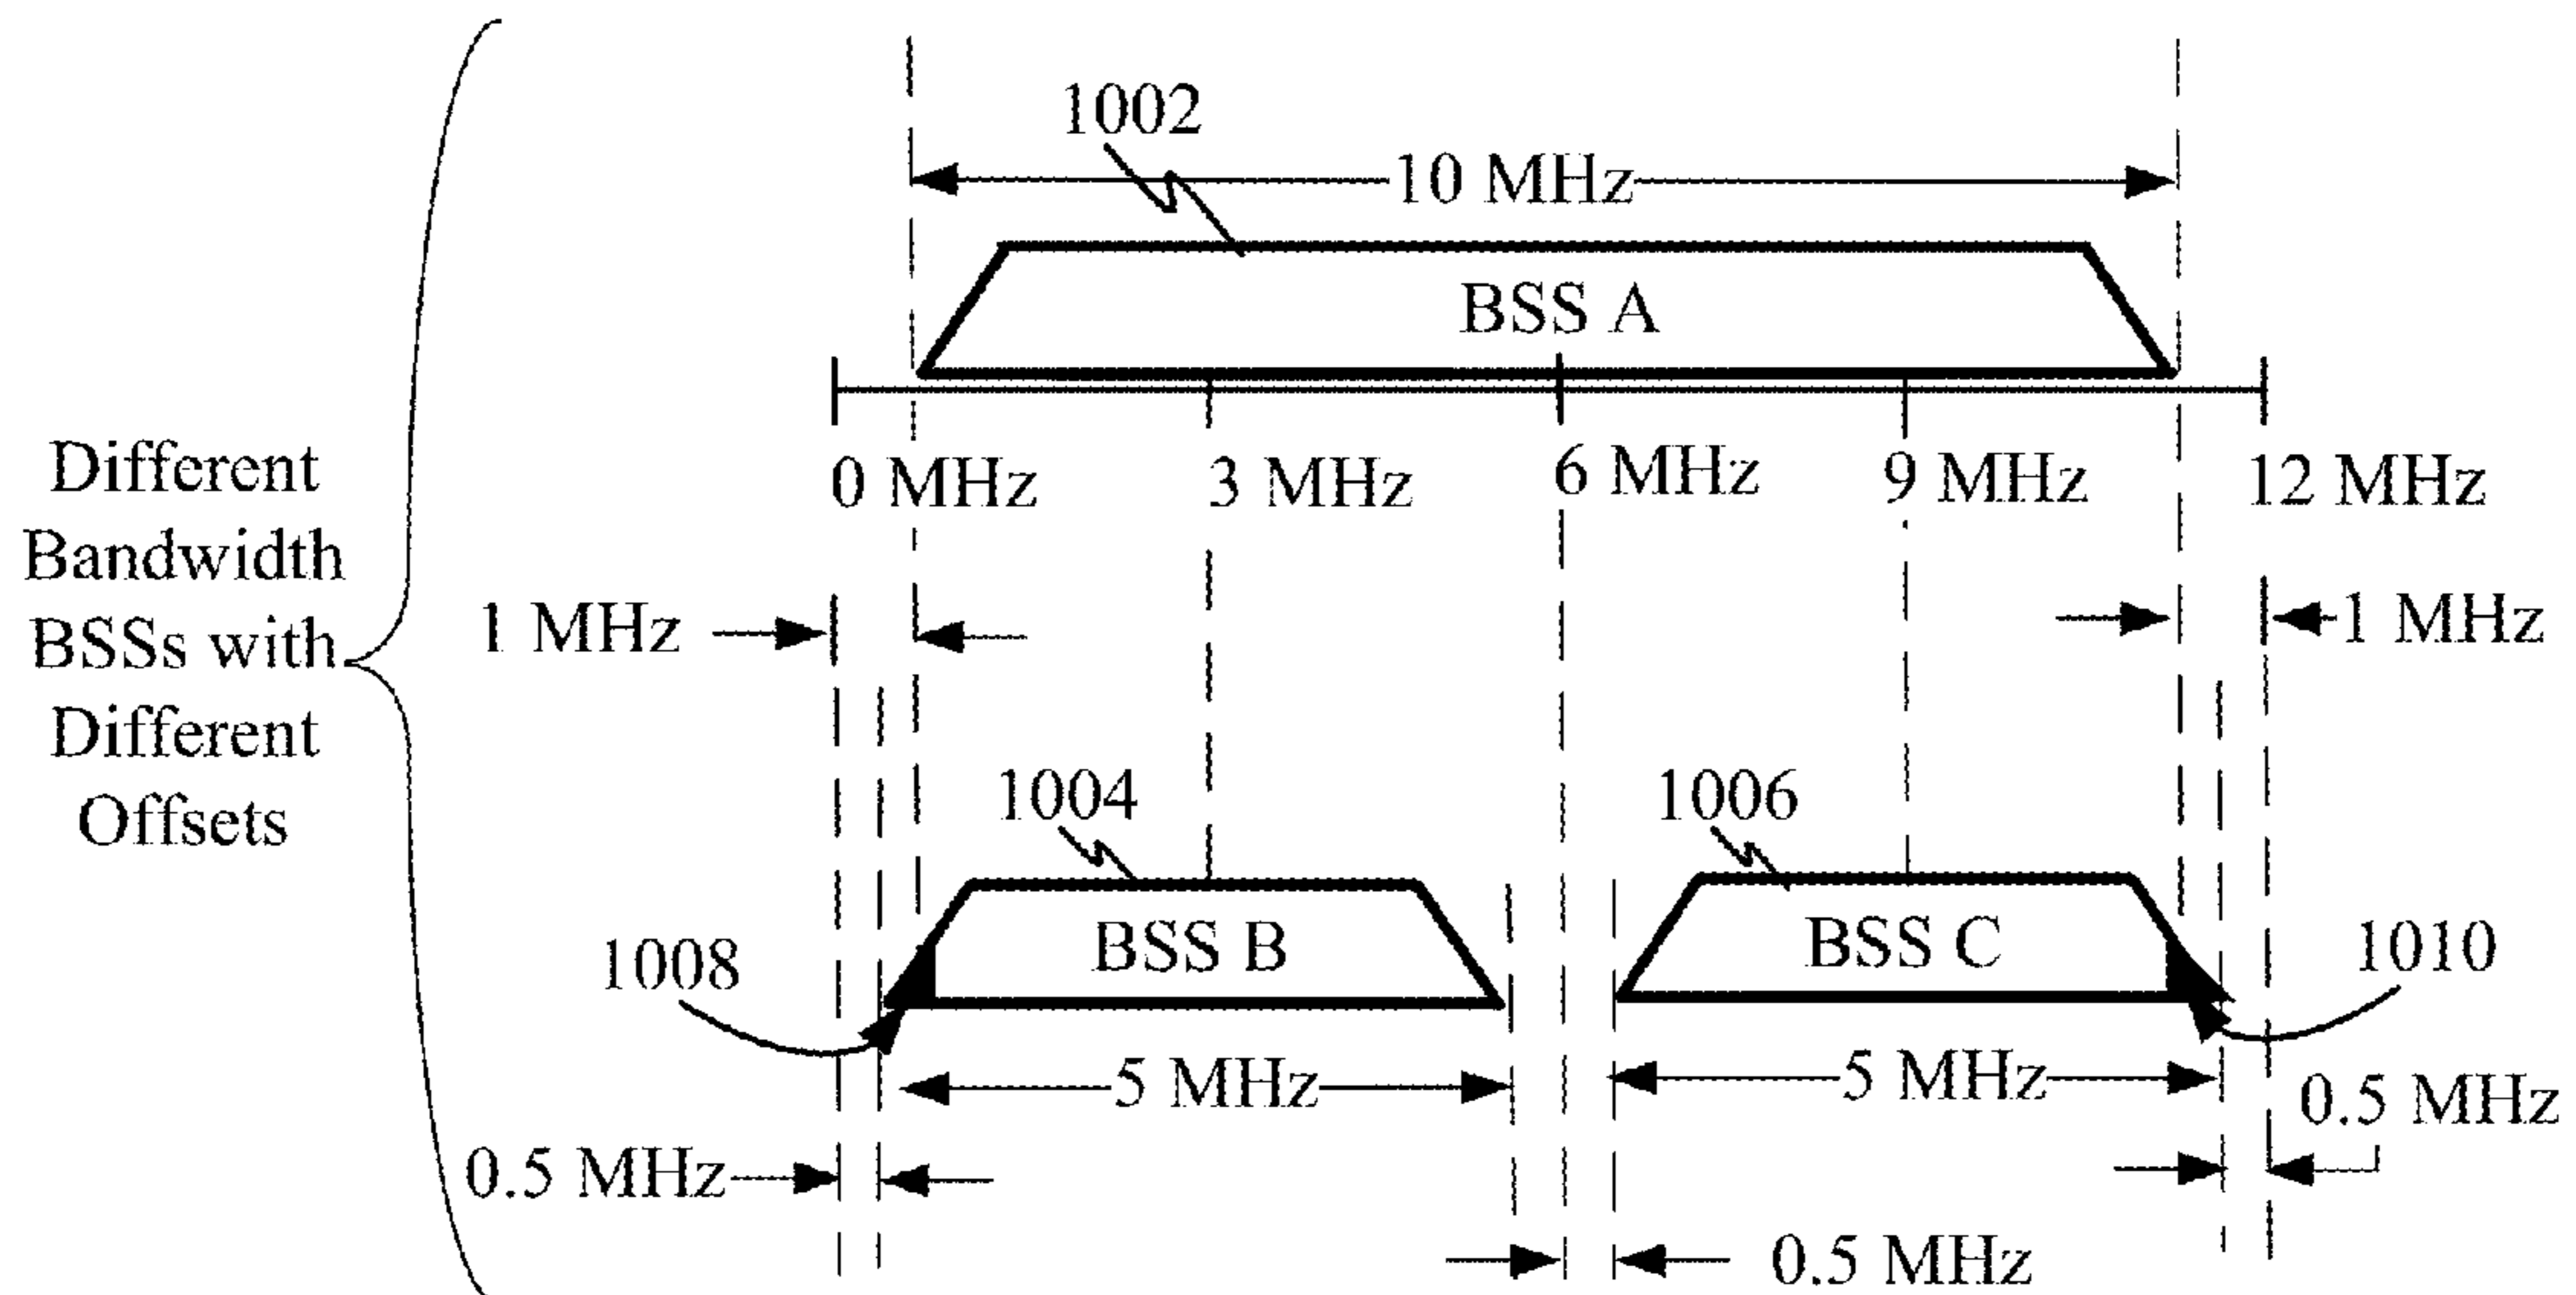 1002
10 MHz
BSS A
0 MHz
3 MHz
6 MHz
9 MHz
12 MHz
Different
Bandwidth
BSSs with
Different
Offsets
1 MHz
1 MHz
1004
1006
BSS B
BSS C
1008
1010
5 MHz
5 MHz
0.5 MHz
0.5 MHz
0.5 MHz